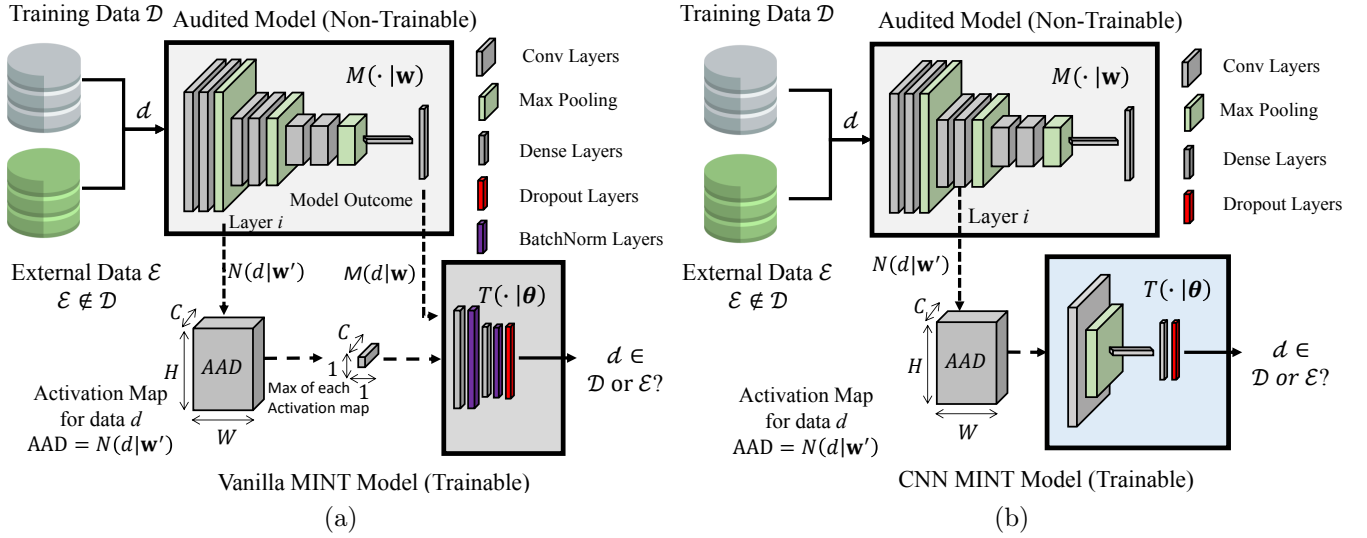 Training Data 𝒟
Audited Model (Non-Trainable)
M(· |w)
d
Conv Layers
Max Pooling
Dense Layers
Dropout Layers
BatchNorm Layers
Model Outcome
Layer i
External Data ℰ
ℰ ∉ 𝒟
N(d|w′)
M(d|w)
T(· |θ)
C
H
AAD
W
C
1
1
Max of each
Activation map
d ∈
𝒟 or ℰ?
Activation Map
for data d
AAD = N(d|w′)
Vanilla MINT Model (Trainable)
(a)
Training Data 𝒟
Audited Model (Non-Trainable)
M(· |w)
d
Conv Layers
Max Pooling
Dense Layers
Dropout Layers
Layer i
External Data ℰ
ℰ ∉ 𝒟
N(d|w′)
T(· |θ)
C
H
AAD
W
d ∈
𝒟 or ℰ?
Activation Map
for data d
AAD = N(d|w′)
CNN MINT Model (Trainable)
(b)